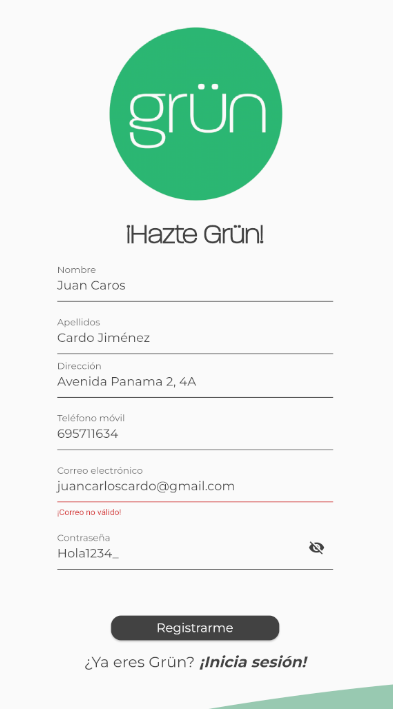 grün
¡Hazte Grün!
Nombre
Juan Caros
Apellidos
Cardo Jiménez
Dirección
Avenida Panama 2, 4A
Teléfono móvil
695711634
Correo electrónico
juancarloscardo@gmail.com
¡Correo no válido!
Contraseña
Hola1234_
Registrarme
¿Ya eres Grün? ¡Inicia sesión!